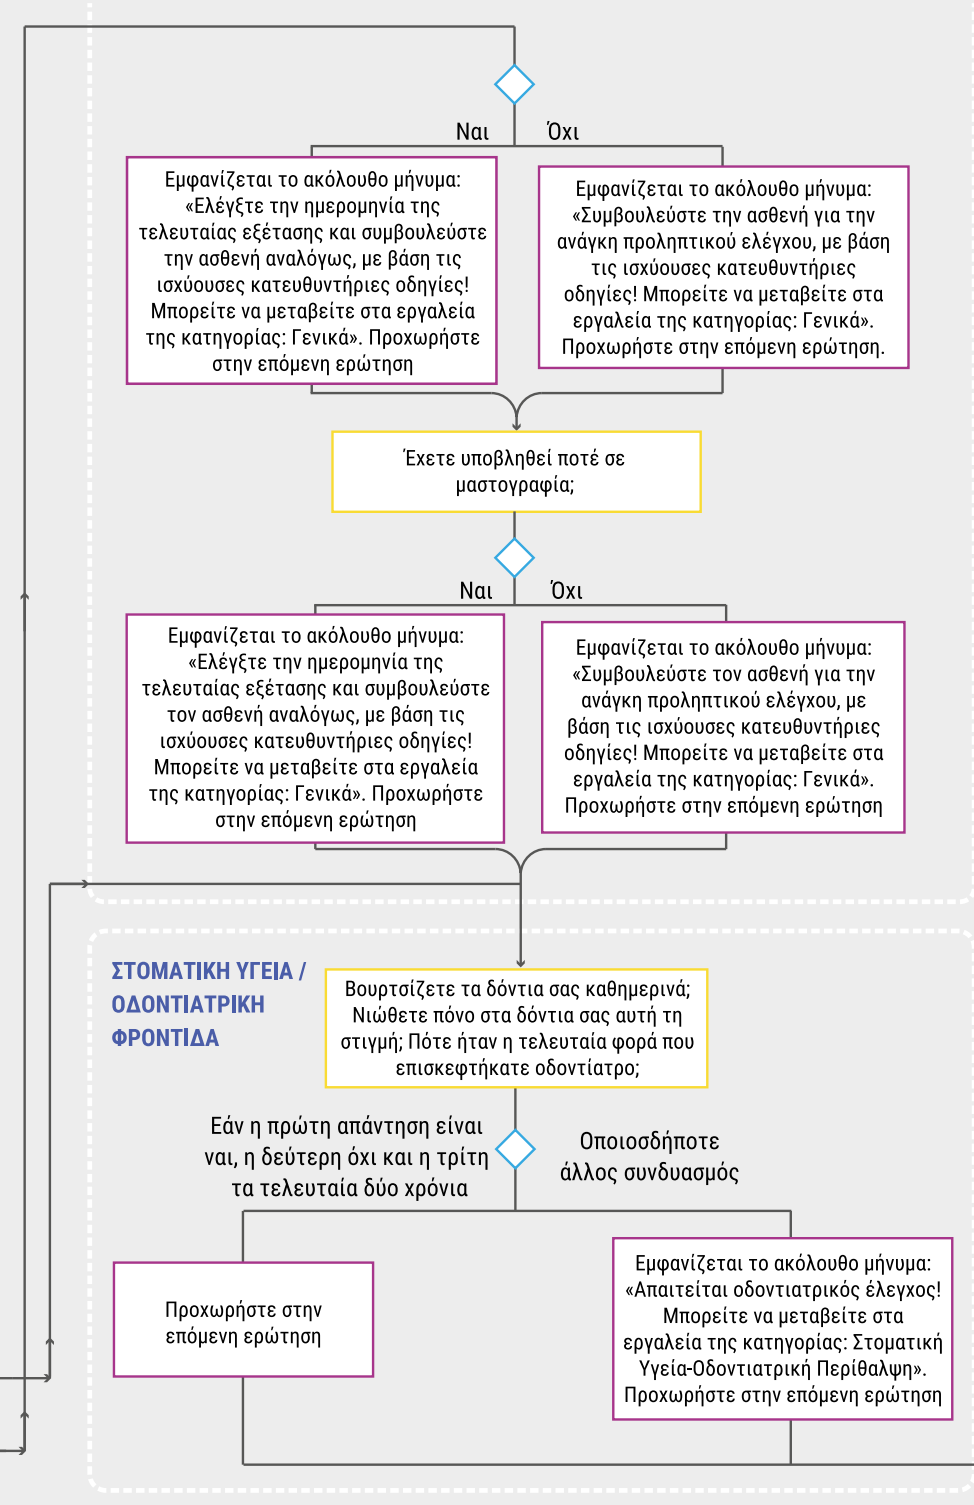 Ναι
Όχι
Εμφανίζεται το ακόλουθο μήνυμα:
«Ελέγξτε την ημερομηνία της
τελευταίας εξέτασης και συμβουλεύστε
την ασθενή αναλόγως, με βάση τις
ισχύουσες κατευθυντήριες οδηγίες!
Μπορείτε να μεταβείτε στα εργαλεία
της κατηγορίας: Γενικά». Προχωρήστε
στην επόμενη ερώτηση
Εμφανίζεται το ακόλουθο μήνυμα:
«Συμβουλεύστε την ασθενή για την
ανάγκη προληπτικού ελέγχου, με βάση
τις ισχύουσες κατευθυντήριες
οδηγίες! Μπορείτε να μεταβείτε στα
εργαλεία της κατηγορίας: Γενικά».
Προχωρήστε στην επόμενη ερώτηση.
Έχετε υποβληθεί ποτέ σε
μαστογραφία;
Ναι
Όχι
Εμφανίζεται το ακόλουθο μήνυμα:
«Ελέγξτε την ημερομηνία της
τελευταίας εξέτασης και συμβουλεύστε
τον ασθενή αναλόγως, με βάση τις
ισχύουσες κατευθυντήριες οδηγίες!
Μπορείτε να μεταβείτε στα εργαλεία
της κατηγορίας: Γενικά». Προχωρήστε
στην επόμενη ερώτηση
Εμφανίζεται το ακόλουθο μήνυμα:
«Συμβουλεύστε τον ασθενή για την
ανάγκη προληπτικού ελέγχου, με
βάση τις ισχύουσες κατευθυντήριες
οδηγίες! Μπορείτε να μεταβείτε στα
εργαλεία της κατηγορίας: Γενικά».
Προχωρήστε στην επόμενη ερώτηση
ΣΤΟΜΑΤΙΚΗ ΥΓΕΙΑ /
ΟΔΟΝΤΙΑΤΡΙΚΗ
ΦΡΟΝΤΙΔΑ
Βουρτσίζετε τα δόντια σας καθημερινά;
Νιώθετε πόνο στα δόντια σας αυτή τη
στιγμή; Πότε ήταν η τελευταία φορά που
επισκεφτήκατε οδοντίατρο;
Εάν η πρώτη απάντηση είναι
ναι, η δεύτερη όχι και η τρίτη
τα τελευταία δύο χρόνια
Οποιοσδήποτε
άλλος συνδυασμός
Προχωρήστε στην
επόμενη ερώτηση
Εμφανίζεται το ακόλουθο μήνυμα:
«Απαιτείται οδοντιατρικός έλεγχος!
Μπορείτε να μεταβείτε στα
εργαλεία της κατηγορίας: Στοματική
Υγεία-Οδοντιατρική Περίθαλψη».
Προχωρήστε στην επόμενη ερώτηση